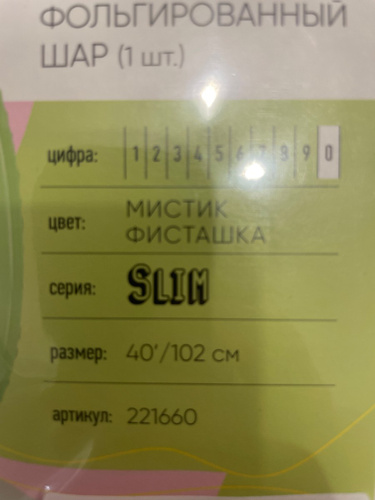 ФОЛЬГИРОВАННЫЙ
ШАР (1 шт.)
цифра: 1 2 3 4 5 6 7 8 9 0
цвет: МИСТИК
ФИСТАШКА
серия: SLIM
размер: 40'/102 см
артикул: 221660